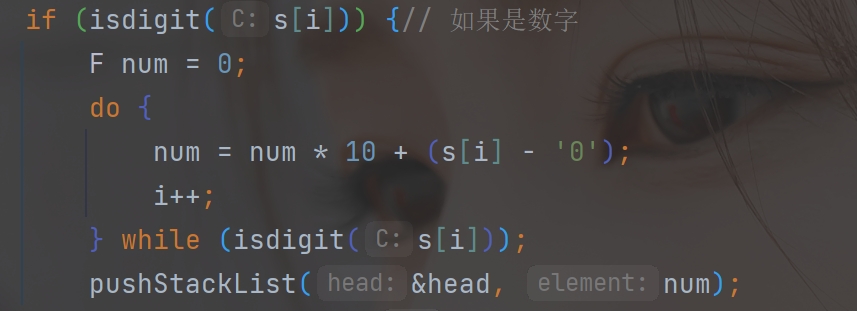 if (isdigit( C: s[i])) {// 如果是数字
F num = 0;
do {
num = num * 10 + (s[i] - '0');
i++;
} while (isdigit( C: s[i]));
pushStackList( head: &head, element: num);